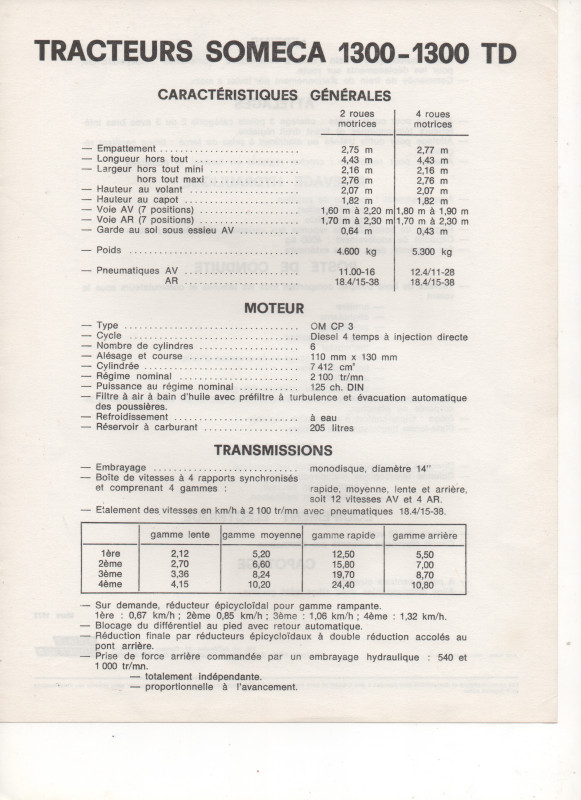 TRACTEURS SOMECA 1300-1300 TD
CARACTÉRISTIQUES GÉNÉRALES
2 roues motrices 4 roues motrices
— Empattement .................... 2,75 m 2,77 m
— Longueur hors tout .................... 4,43 m 4,43 m
— Largeur hors tout mini .................... 2,16 m 2,16 m
hors tout maxi .................... 2,76 m 2,76 m
— Hauteur au volant .................... 2,07 m 2,07 m
— Hauteur au capot .................... 1,82 m 1,82 m
— Voie AV (7 positions) .................... 1,60 m à 2,20 m 1,80 m à 1,90 m
— Voie AR (7 positions) .................... 1,70 m à 2,30 m 1,70 m à 2,30 m
— Garde au sol sous essieu AV ........... 0,64 m 0,43 m
— Poids .................... 4.600 kg 5.300 kg
— Pneumatiques AV .................... 11.00-16 12.4/11-28
AR .................... 18.4/15-38 18.4/15-38
MOTEUR
— Type .................... OM CP 3
— Cycle .................... Diesel 4 temps à injection directe
— Nombre de cylindres .................... 6
— Alésage et course .................... 110 mm x 130 mm
— Cylindrée .................... 7 412 cm³
— Régime nominal .................... 2 100 tr/mn
— Puissance au régime nominal ............ 125 ch. DIN
— Filtre à air à bain d'huile avec préfiltre à turbulence et évacuation automatique
des poussières.
— Refroidissement .................... à eau
— Réservoir à carburant .................... 205 litres
TRANSMISSIONS
— Embrayage .................... monodisque, diamètre 14"
— Boîte de vitesses à 4 rapports synchronisés
et comprenant 4 gammes : rapide, moyenne, lente et arrière,
soit 12 vitesses AV et 4 AR.
— Etalement des vitesses en km/h à 2 100 tr/mn avec pneumatiques 18.4/15-38.
gamme lente gamme moyenne gamme rapide gamme arrière
1ère 2,12 5,20 12,50 5,50
2ème 2,70 6,60 15,80 7,00
3ème 3,36 8,24 19,70 8,70
4ème 4,15 10,20 24,40 10,80
— Sur demande, réducteur épicycloïdal pour gamme rampante.
1ère : 0,67 km/h ; 2ème 0,85 km/h ; 3ème : 1,06 km/h ; 4ème : 1,32 km/h.
— Blocage du différentiel au pied avec retour automatique.
— Réduction finale par réducteurs épicycloïdaux à double réduction accolés au
pont arrière.
— Prise de force arrière commandée par un embrayage hydraulique : 540 et
1 000 tr/mn.
— totalement indépendante.
— proportionnelle à l'avancement.